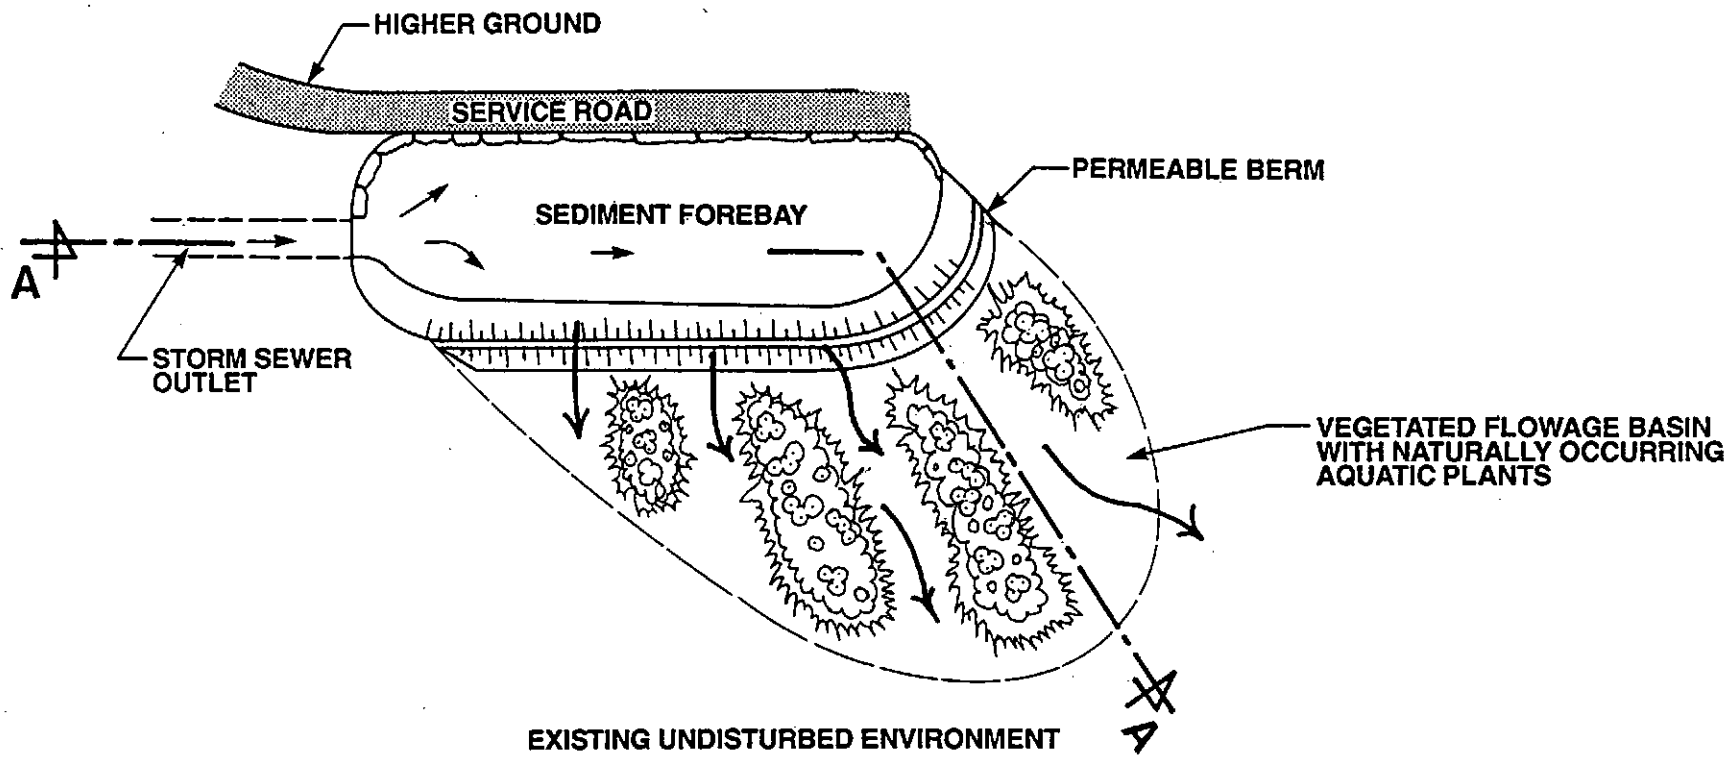 HIGHER GROUND
SERVICE ROAD
PERMEABLE BERM
SEDIMENT FOREBAY
A
STORM SEWER
OUTLET
VEGETATED FLOWAGE BASIN
WITH NATURALLY OCCURRING
AQUATIC PLANTS
A
EXISTING UNDISTURBED ENVIRONMENT